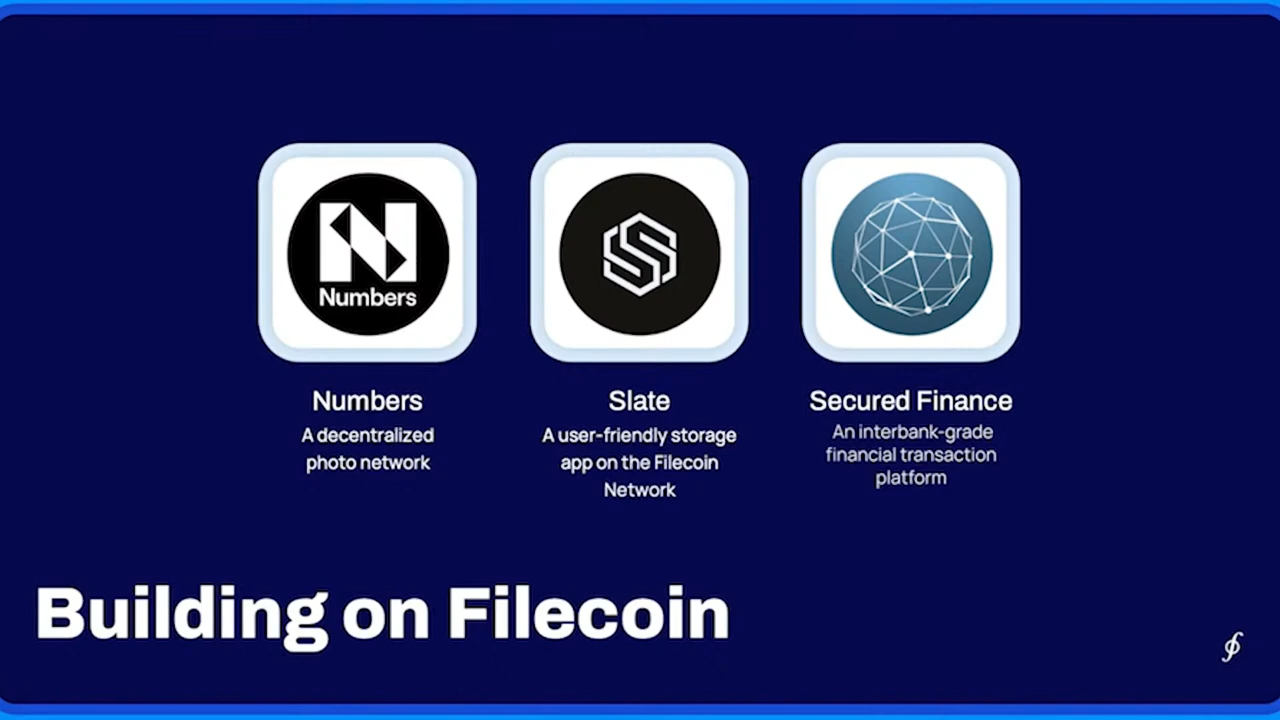 Numbers
Numbers
A decentralized
photo network
Slate
A user-friendly storage
app on the Filecoin
Network
Secured Finance
An interbank-grade
financial transaction
platform
Building on Filecoin